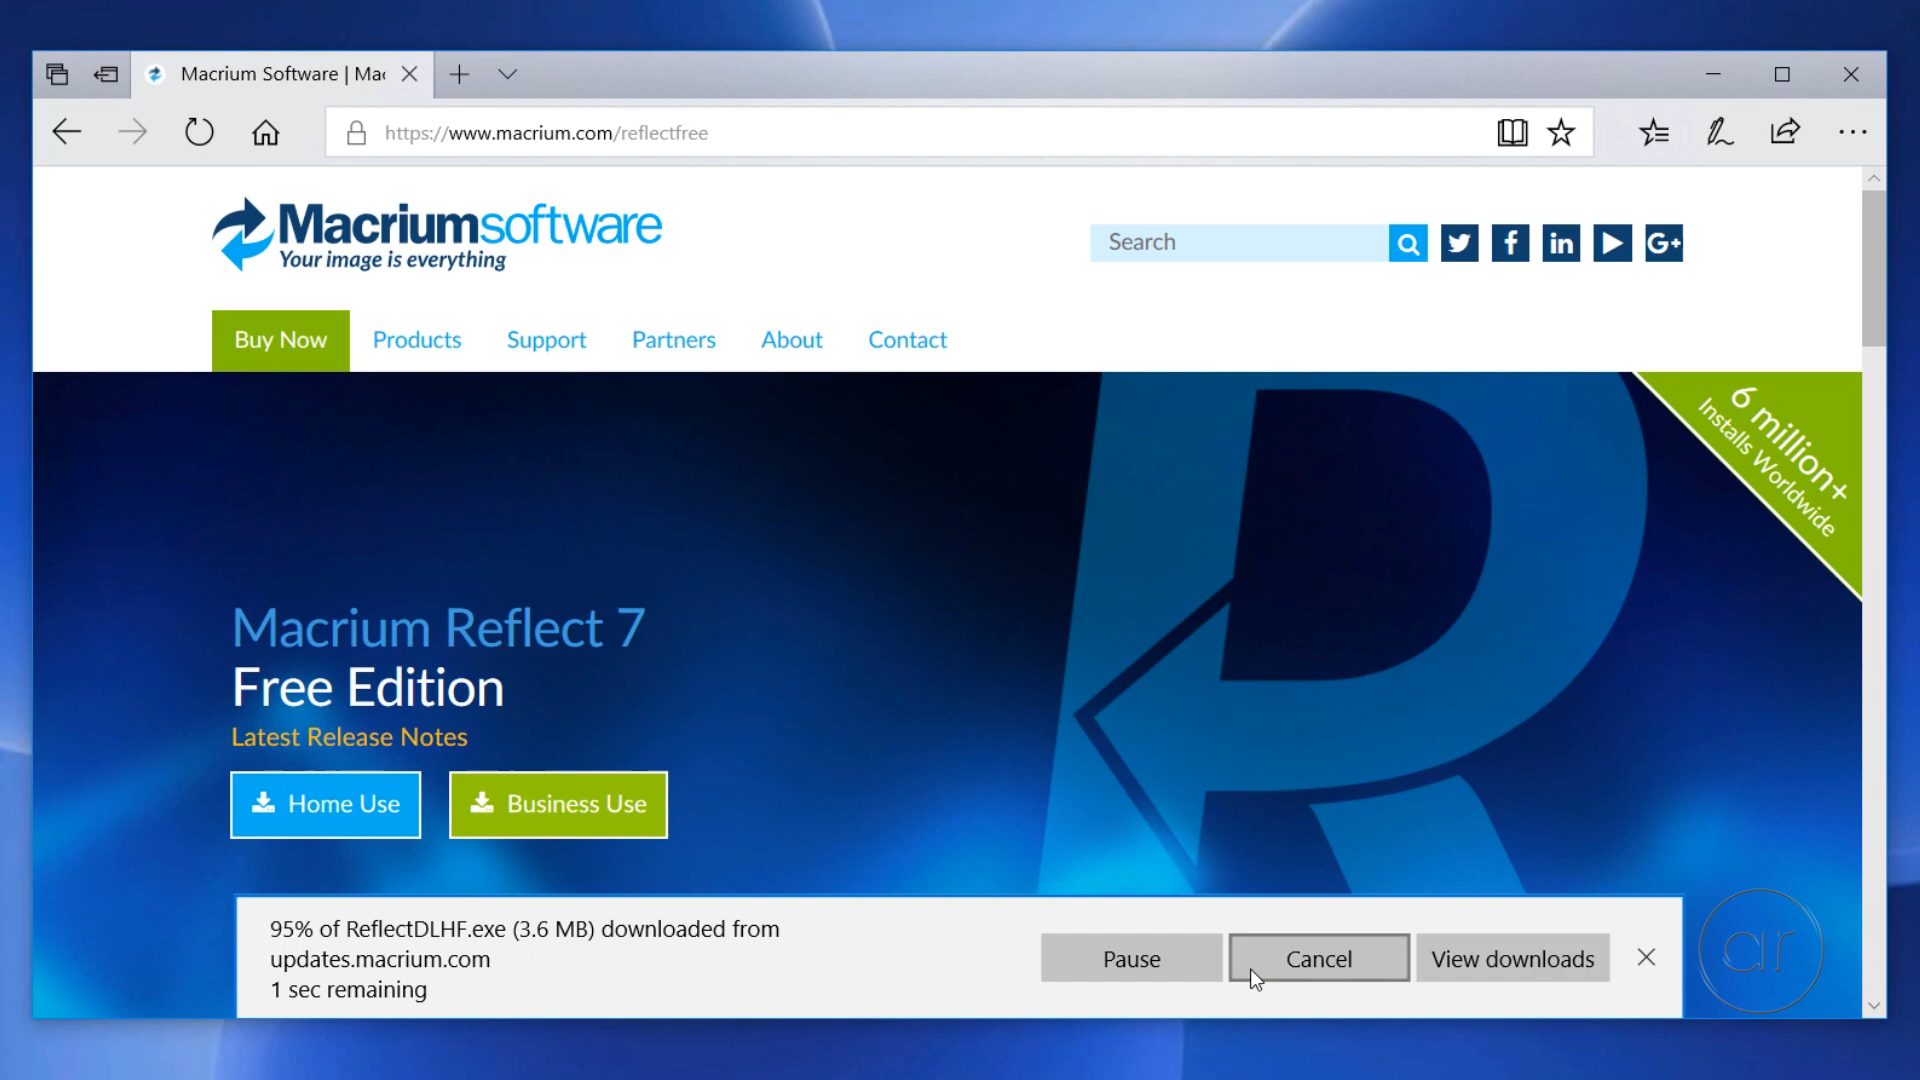 Macrium Software | Mac
https://www.macrium.com/reflectfree
Macriumsoftware
Your image is everything
Search
G+
Buy Now
Products
Support
Partners
About
Contact
6 million+
Installs Worldwide
Macrium Reflect 7
Free Edition
Latest Release Notes
Home Use
Business Use
95% of ReflectDLHF.exe (3.6 MB) downloaded from
updates.macrium.com
1 sec remaining
Pause
Cancel
View downloads
ar